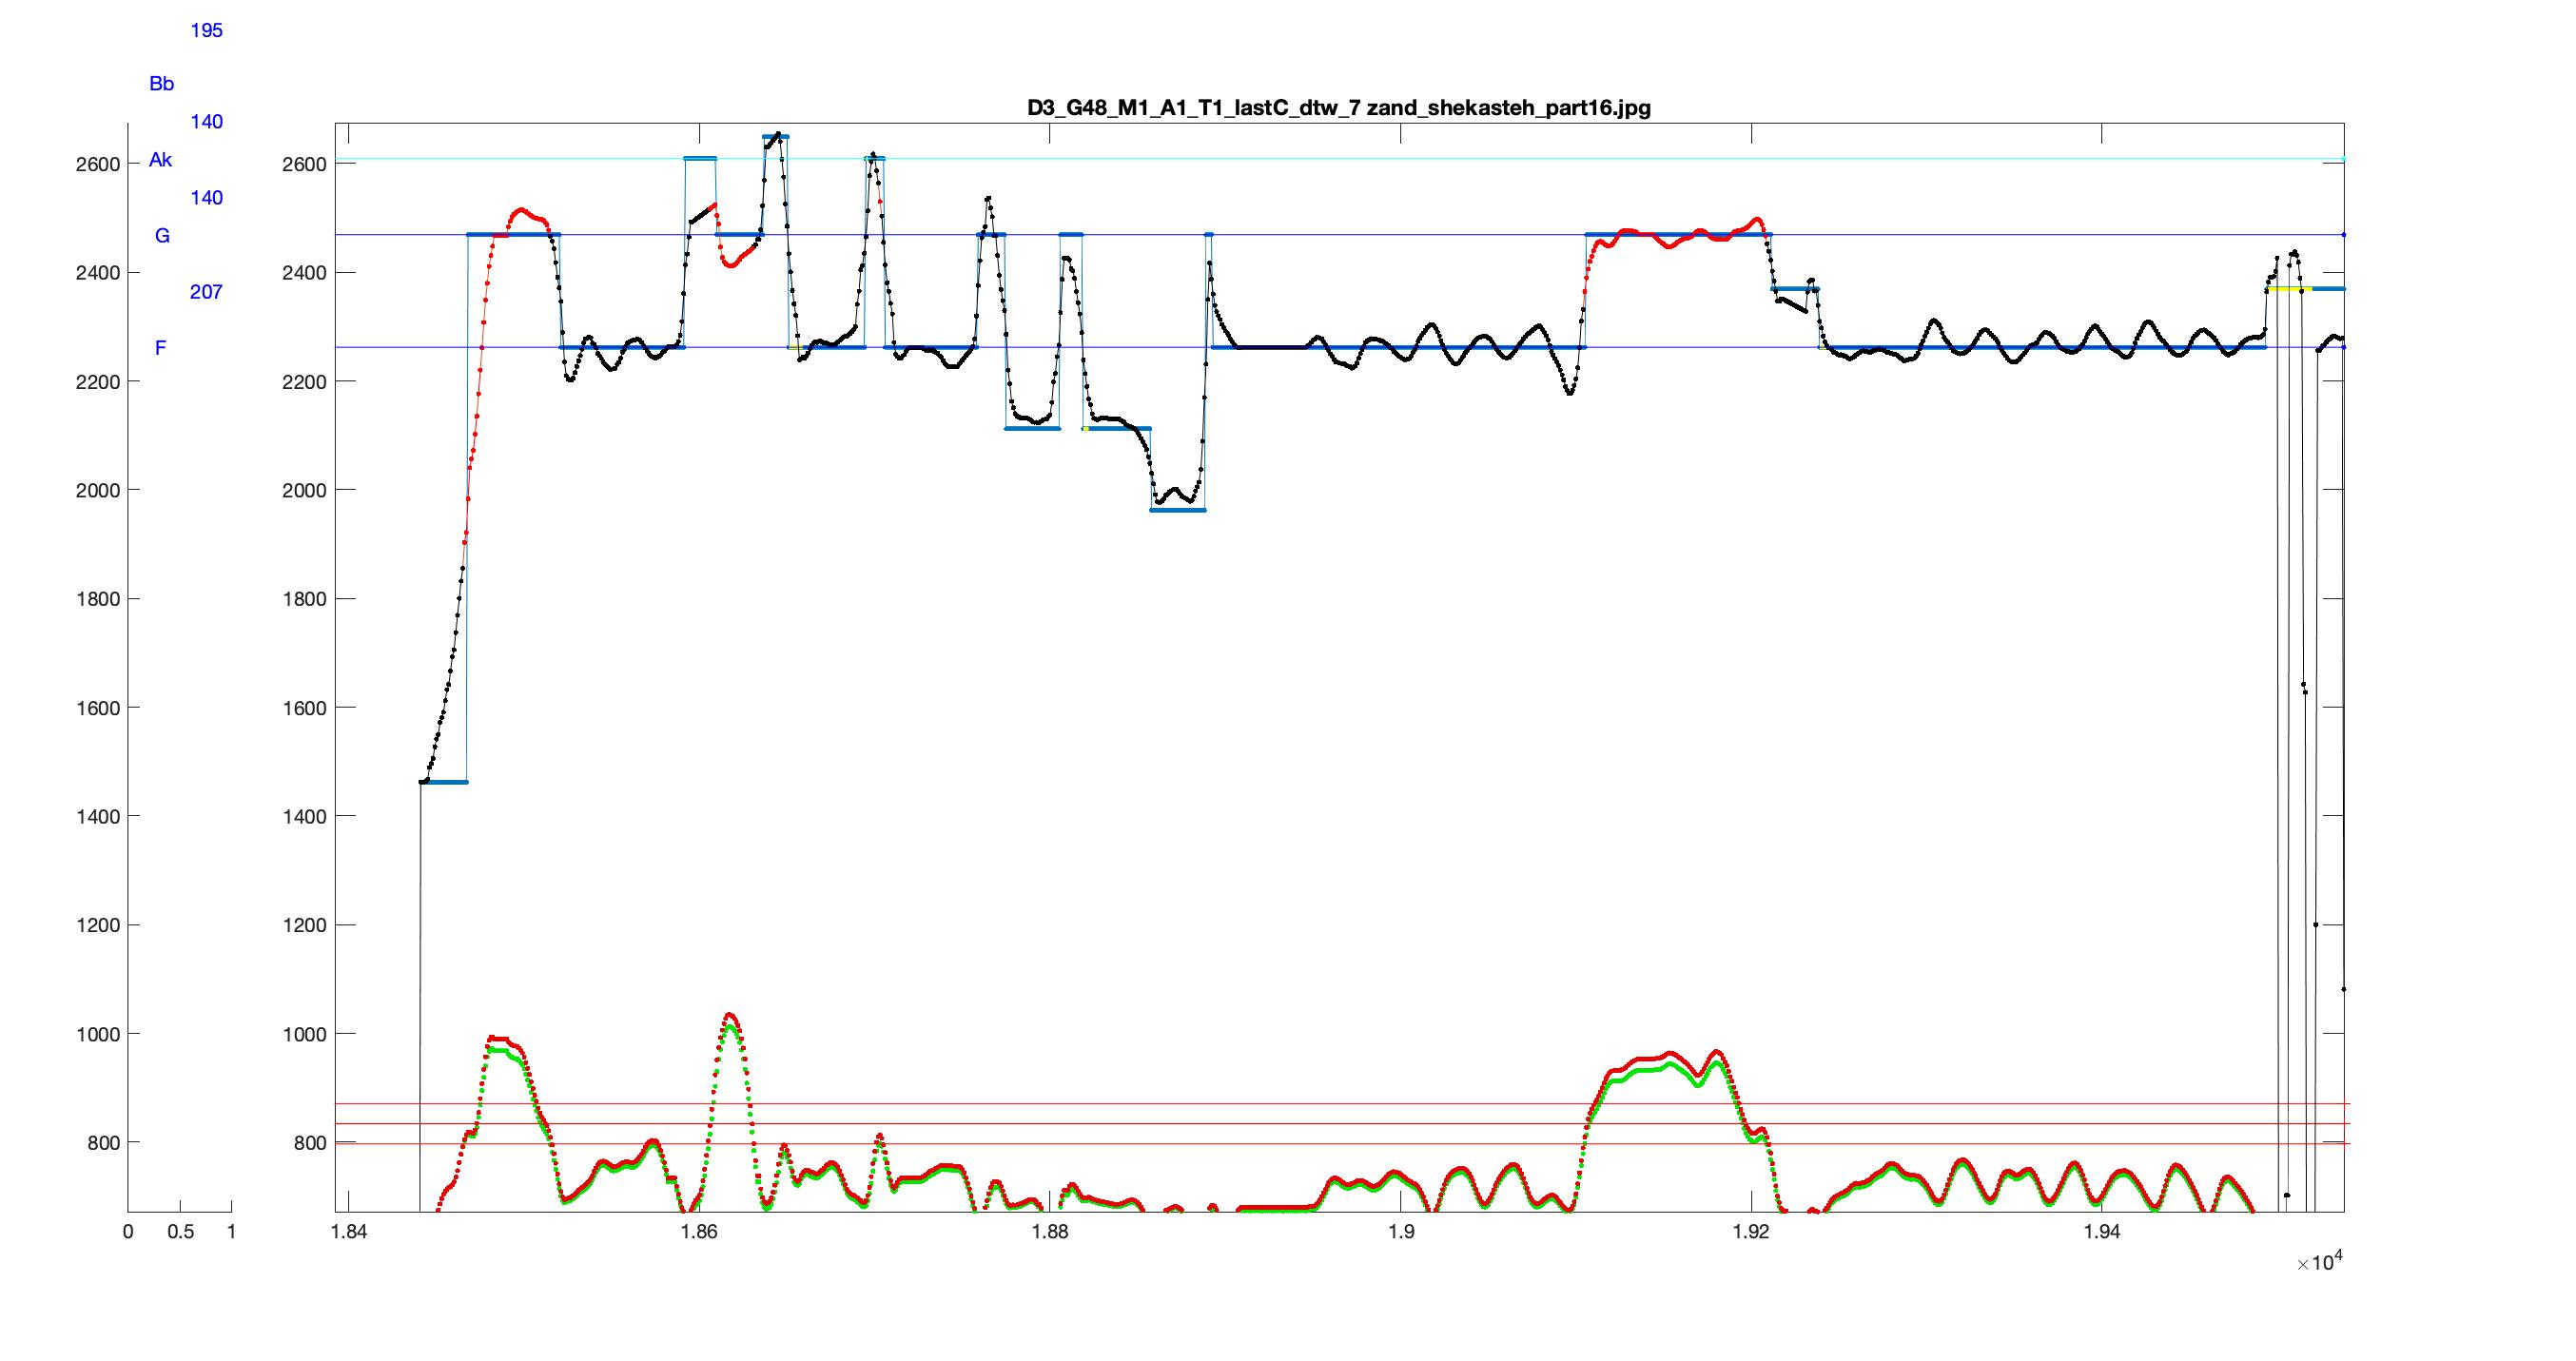 195
Bb
D3_G48_M1_A1_T1_lastC_dtw_7 zand_shekasteh_part16.jpg
140
2600 Ak 2600
140
G
2400 2400
207
F
2200 2200
2000 2000
1800 1800
1600 1600
1400 1400
1200 1200
1000 1000
800 800
0 0.5 1 1.84 1.86 1.88 1.9 1.92 1.94
×10^4